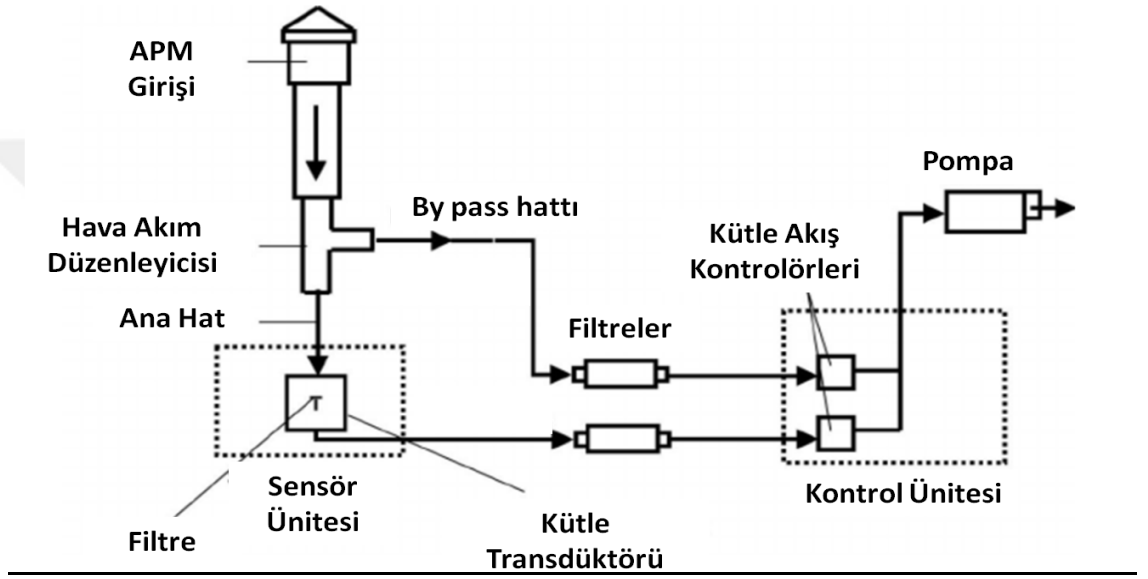 APM
Girişi
Pompa
By pass hattı
Hava Akım
Düzenleyicisi
Kütle Akış
Kontrolörleri
Ana Hat
Filtreler
T
Sensör
Ünitesi
Kontrol Ünitesi
Filtre
Kütle
Transdüktörü